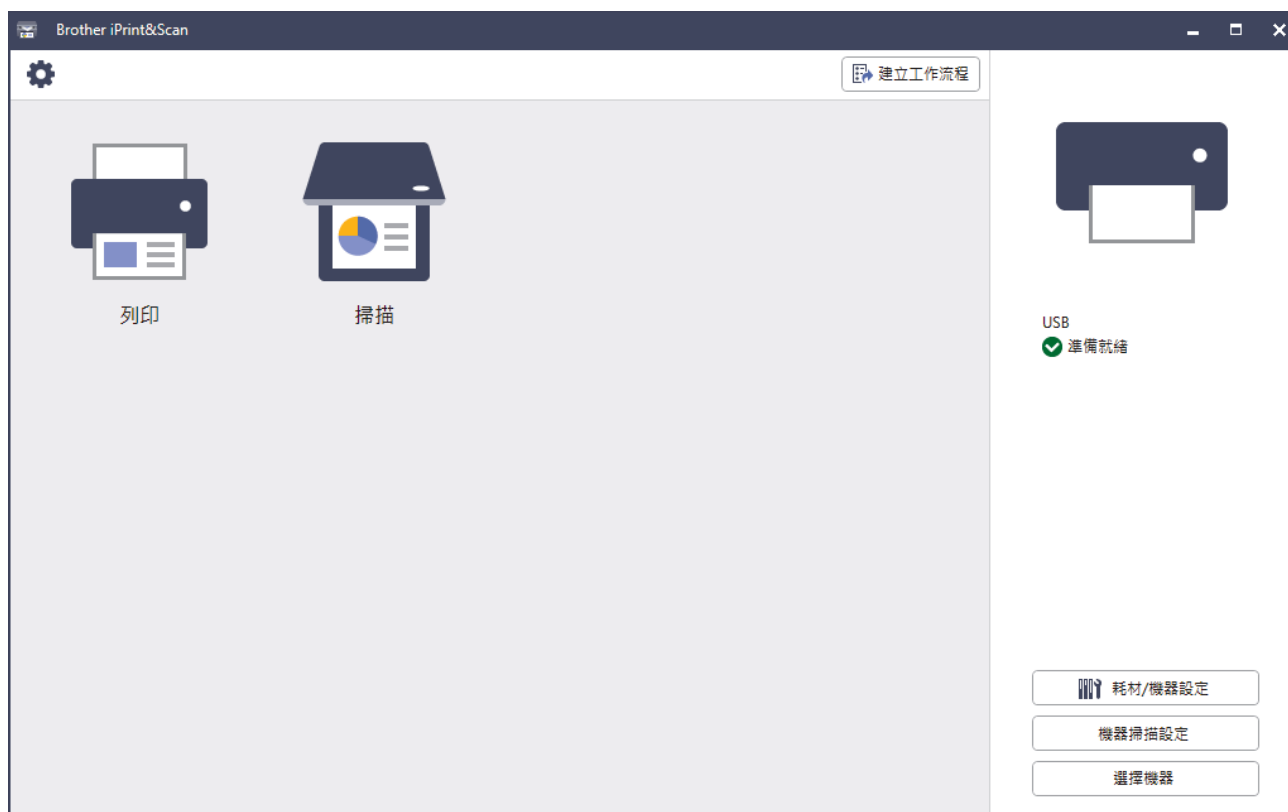 Brother iPrint&Scan
建立工作流程
列印
掃描
USB
準備就緒
耗材/機器設定
機器掃描設定
選擇機器